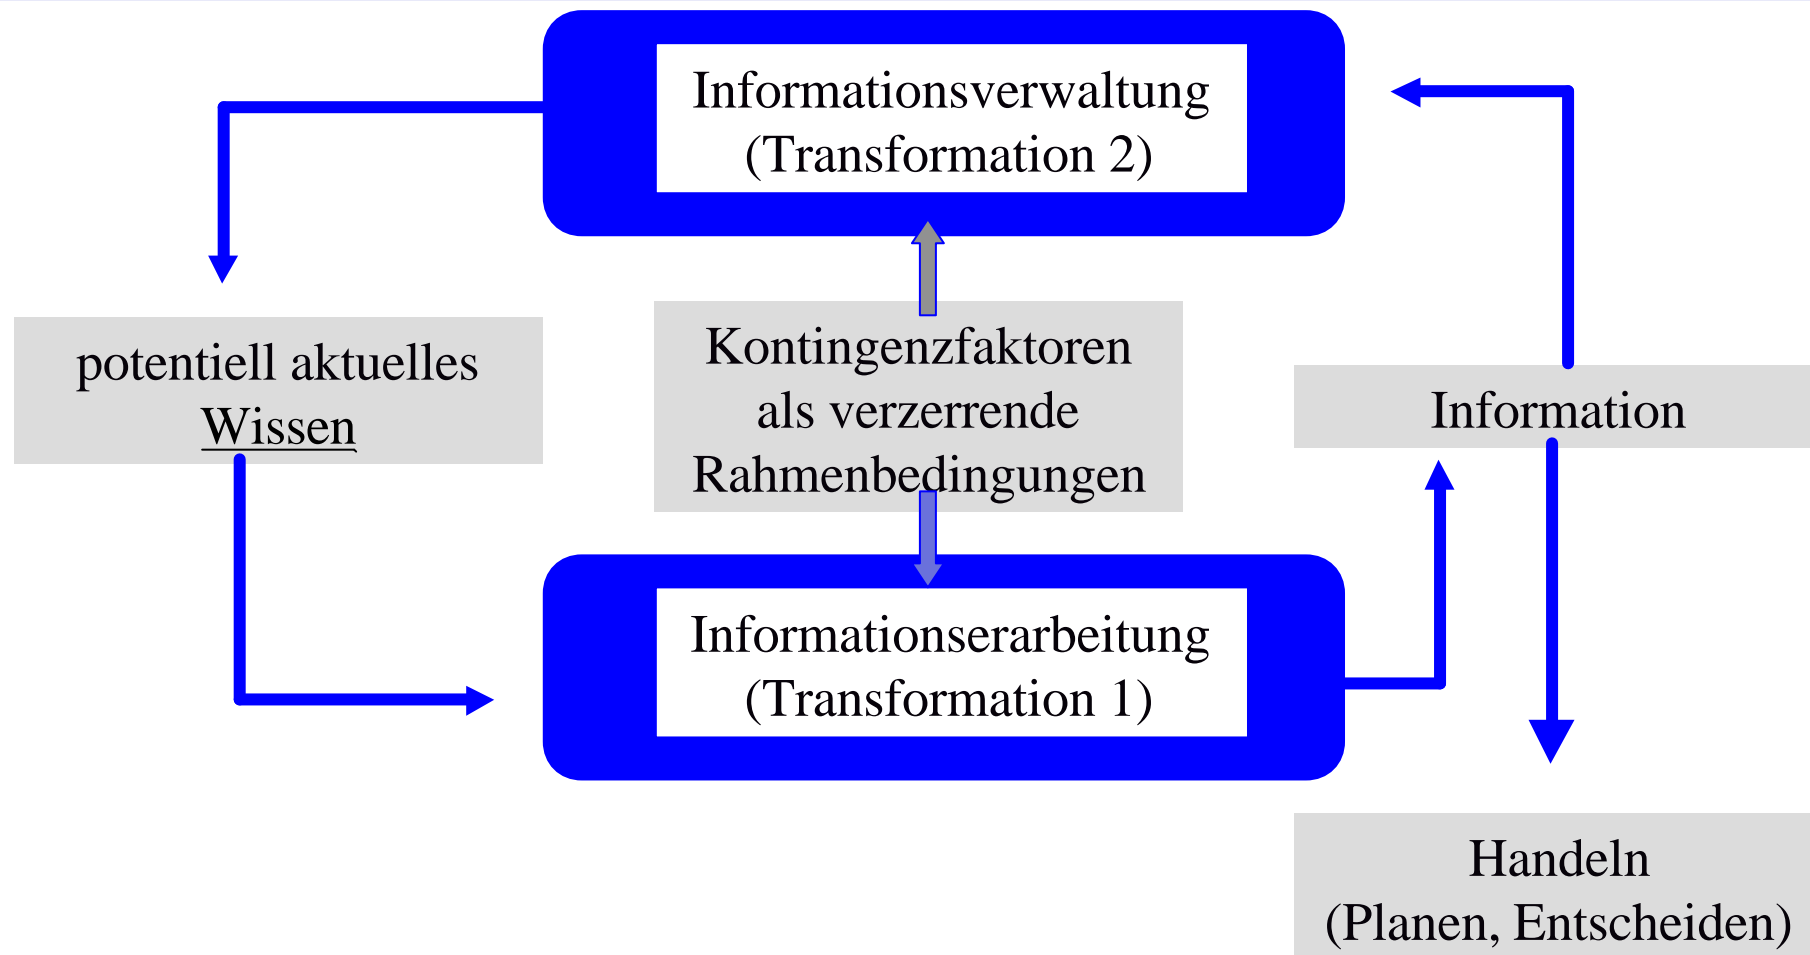 Informationsverwaltung
(Transformation 2)
potentiell aktuelles
Wissen
Kontingenzfaktoren
als verzerrende
Rahmenbedingungen
Information
Informationserarbeitung
(Transformation 1)
Handeln
(Planen, Entscheiden)